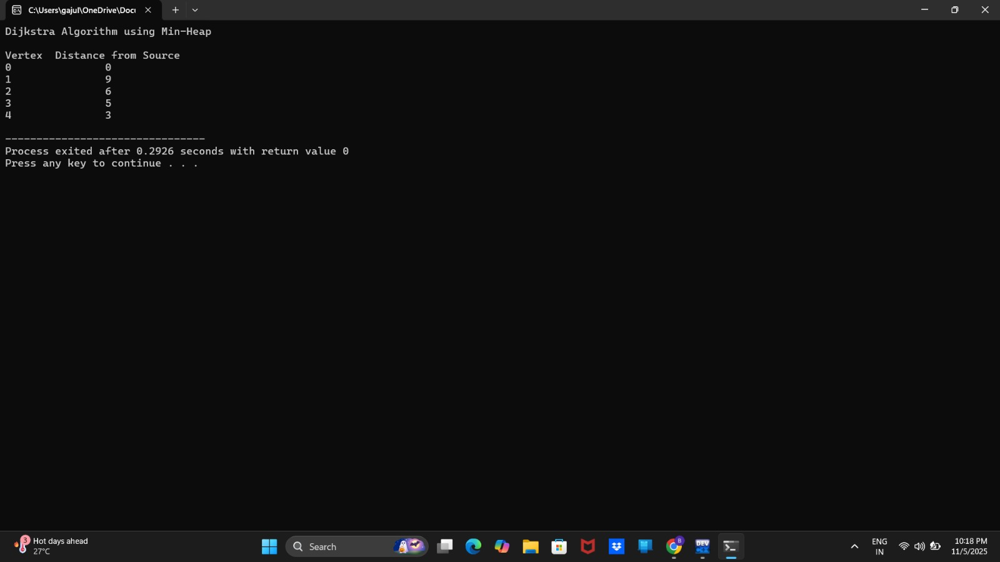 C:\Users\gajul\OneDrive\Doc
Dijkstra Algorithm using Min-Heap
Vertex  Distance from Source
0                0
1                9
2                6
3                5
4                3
--------------------------------
Process exited after 0.2926 seconds with return value 0
Press any key to continue . . .
3
Hot days ahead
27°C
Search
B
DEV
ENG
IN
10:18 PM
11/5/2025